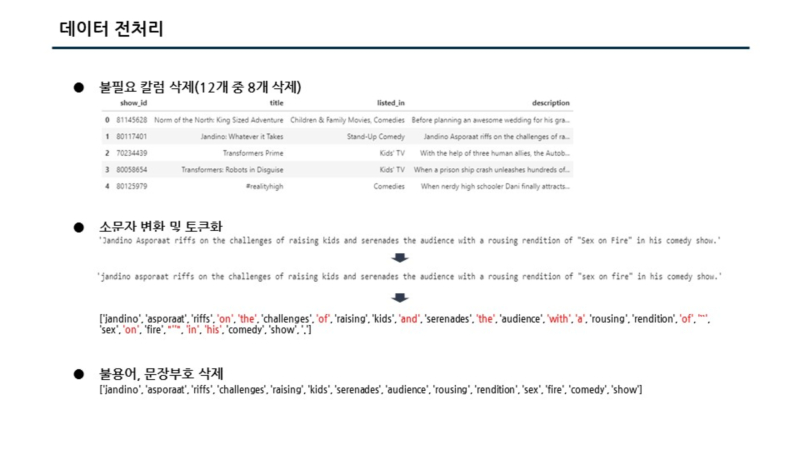 데이터 전처리
불필요 칼럼 삭제(12개 중 8개 삭제)
show_id title listed_in description
0 81145628 Norm of the North: King Sized Adventure Children & Family Movies, Comedies Before planning an awesome wedding for his gra...
1 80117401 Jandino: Whatever it Takes Stand-Up Comedy Jandino Asporaat riffs on the challenges of ra...
2 70234439 Transformers Prime Kids' TV With the help of three human allies, the Autob...
3 80058654 Transformers: Robots in Disguise Kids' TV When a prison ship crash unleashes hundreds of...
4 80125979 #realityhigh Comedies When nerdy high schooler Dani finally attracts...
소문자 변환 및 토큰화
'Jandino Asporaat riffs on the challenges of raising kids and serenades the audience with a rousing rendition of "Sex on Fire" in his comedy show.'
'jandino asporaat riffs on the challenges of raising kids and serenades the audience with a rousing rendition of "sex on fire" in his comedy show.'
['jandino', 'asporaat', 'riffs', 'on', 'the', 'challenges', 'of', 'raising', 'kids', 'and', 'serenades', 'the', 'audience', 'with', 'a', 'rousing', 'rendition', 'of', '``',
'sex', 'on', 'fire', "''", 'in', 'his', 'comedy', 'show', '.']
불용어, 문장부호 삭제
['jandino', 'asporaat', 'riffs', 'challenges', 'raising', 'kids', 'serenades', 'audience', 'rousing', 'rendition', 'sex', 'fire', 'comedy', 'show']